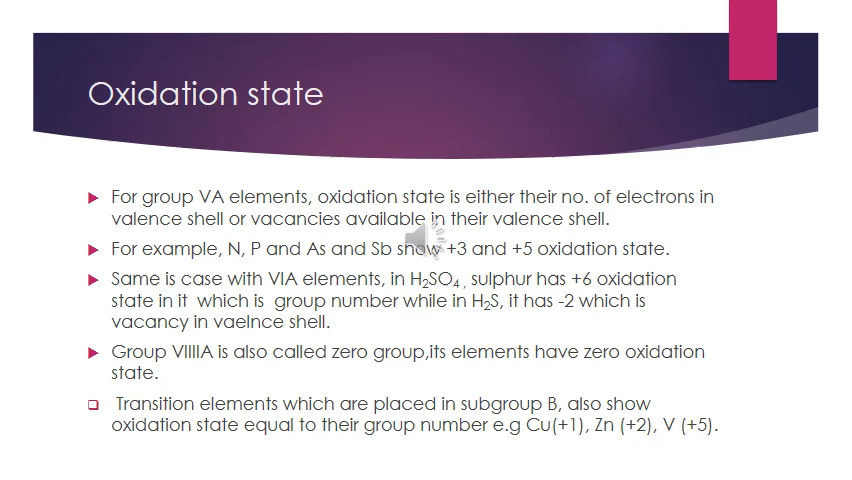 Oxidation state
For group VA elements, oxidation state is either their no. of electrons in
valence shell or vacancies available in their valence shell.
For example, N, P and As and Sb show +3 and +5 oxidation state.
Same is case with VIA elements, in H₂SO₄ , sulphur has +6 oxidation
state in it which is group number while in H₂S, it has -2 which is
vacancy in vaelnce shell.
Group VIIIIA is also called zero group,its elements have zero oxidation
state.
Transition elements which are placed in subgroup B, also show
oxidation state equal to their group number e.g Cu(+1), Zn (+2), V (+5).